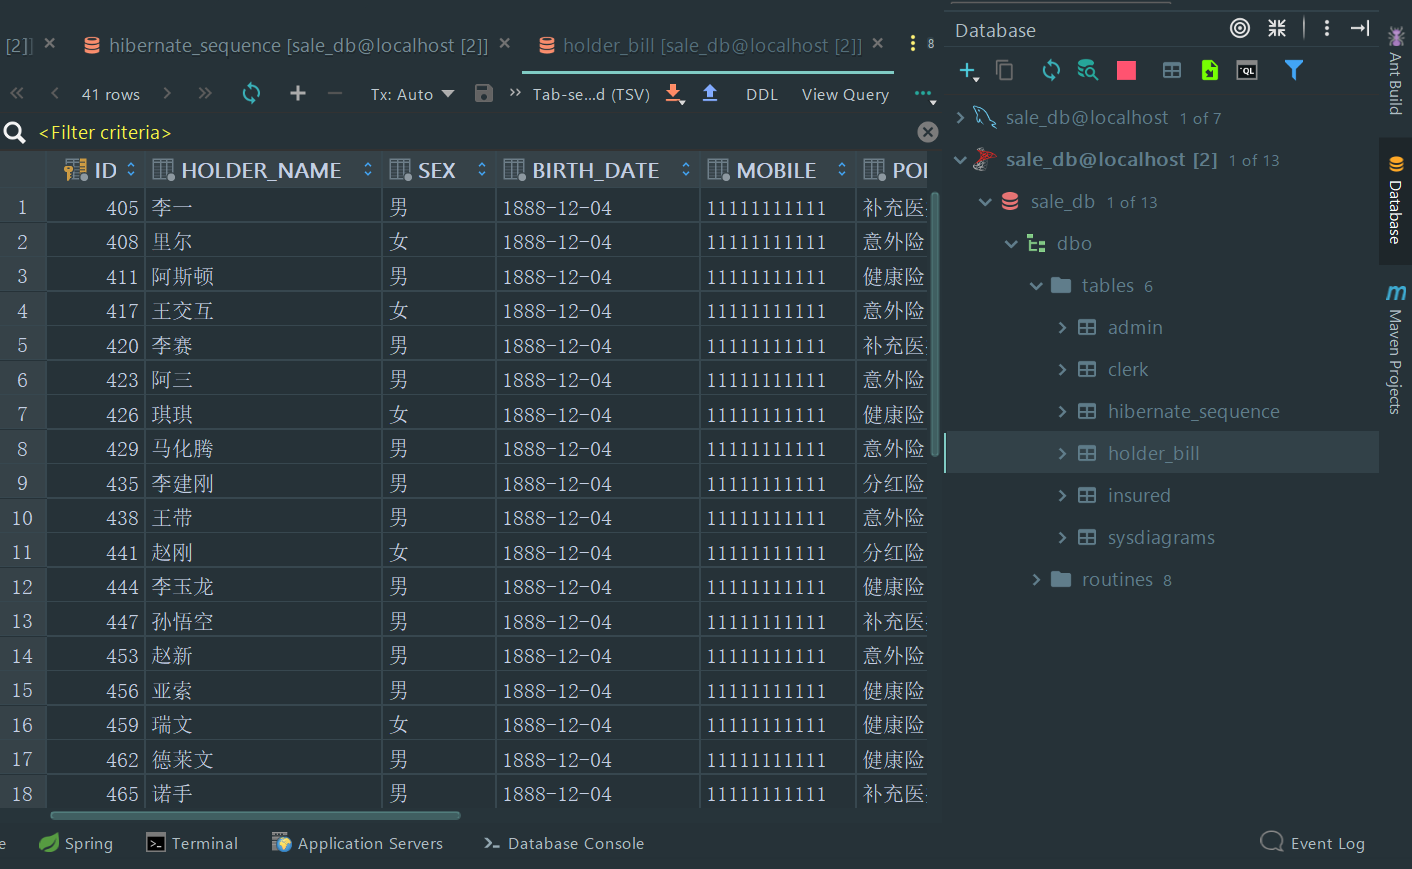 [2]] hibernate_sequence [sale_db@localhost [2]] holder_bill [sale_db@localhost [2]] 8
41 rows Tx: Auto Tab-se...d (TSV) DDL View Query
<Filter criteria>
ID HOLDER_NAME SEX BIRTH_DATE MOBILE
1 405 李一 男 1888-12-04 11111111111 补充医
2 408 里尔 女 1888-12-04 11111111111 意外险
3 411 阿斯顿 男 1888-12-04 11111111111 健康险
4 417 王交互 女 1888-12-04 11111111111 意外险
5 420 李赛 男 1888-12-04 11111111111 补充医
6 423 阿三 男 1888-12-04 11111111111 意外险
7 426 琪琪 女 1888-12-04 11111111111 健康险
8 429 马化腾 男 1888-12-04 11111111111 意外险
9 435 李建刚 男 1888-12-04 11111111111 分红险
10 438 王带 男 1888-12-04 11111111111 意外险
11 441 赵刚 女 1888-12-04 11111111111 分红险
12 444 李玉龙 男 1888-12-04 11111111111 健康险
13 447 孙悟空 男 1888-12-04 11111111111 补充医
14 453 赵新 男 1888-12-04 11111111111 意外险
15 456 亚索 男 1888-12-04 11111111111 健康险
16 459 瑞文 女 1888-12-04 11111111111 健康险
17 462 德莱文 男 1888-12-04 11111111111 健康险
18 465 诺手 男 1888-12-04 11111111111 补充医
Database
QL
sale_db@localhost 1 of 7
sale_db@localhost [2] 1 of 13
sale_db 1 of 13
dbo
tables 6
admin
clerk
hibernate_sequence
holder_bill
insured
sysdiagrams
routines 8
Ant Build
Database
m Maven Projects
e Spring Terminal Application Servers Database Console Event Log